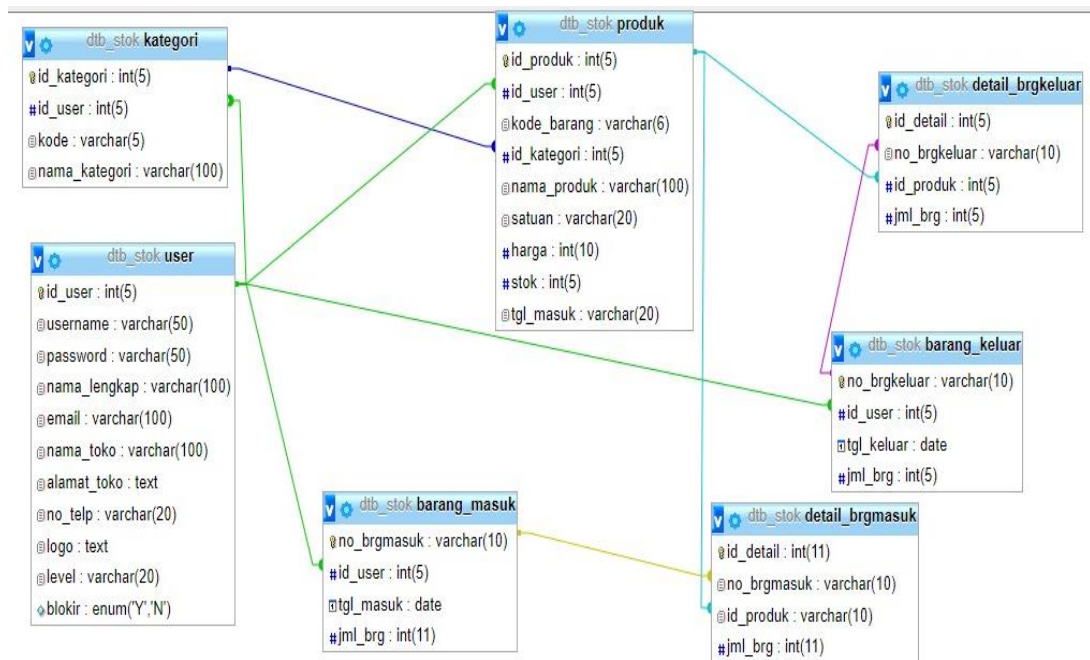 dtb_stok kategori
id_kategori : int(5)
#id_user : int(5)
kode : varchar(5)
nama_kategori : varchar(100)
dtb_stok user
id_user : int(5)
username : varchar(50)
password : varchar(50)
nama_lengkap : varchar(100)
email : varchar(100)
nama_toko : varchar(100)
alamat_toko : text
no_telp : varchar(20)
logo : text
level : varchar(20)
blokir : enum('Y','N')
dtb_stok produk
id_produk : int(5)
#id_user : int(5)
kode_barang : varchar(6)
#id_kategori : int(5)
nama_produk : varchar(100)
satuan : varchar(20)
#harga : int(10)
#stok : int(5)
tgl_masuk : varchar(20)
dtb_stok barang_masuk
no_brgmasuk : varchar(10)
#id_user : int(5)
tgl_masuk : date
#jml_brg : int(11)
dtb_stok detail_brgkeluar
id_detail : int(5)
no_brgkeluar : varchar(10)
#id_produk : int(5)
#jml_brg : int(5)
dtb_stok barang_keluar
no_brgkeluar : varchar(10)
#id_user : int(5)
tgl_keluar : date
#jml_brg : int(5)
dtb_stok detail_brgmasuk
id_detail : int(11)
no_brgmasuk : varchar(10)
id_produk : varchar(10)
#jml_brg : int(11)